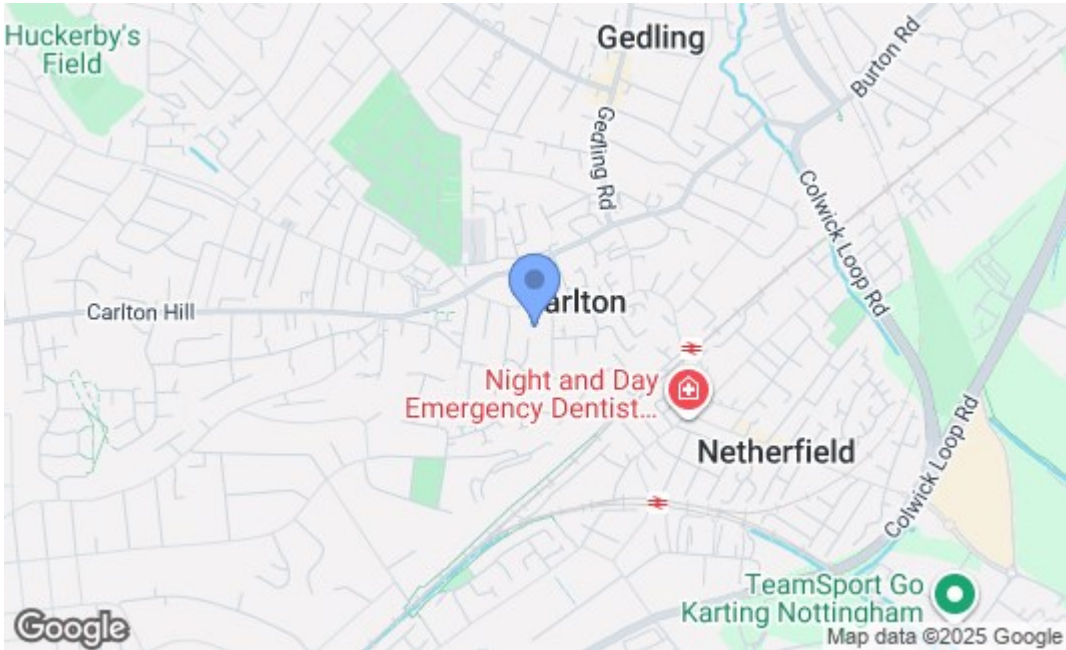 Huckerby's
Field
Gedling
Burton Rd
Gedling Rd
Colwick Loop Rd
Carlton Hill
arlton
Night and Day
Emergency Dentist...
Netherfield
Colwick Loop Rd
TeamSport Go
Karting Nottingham
Google
Map data ©2025 Google